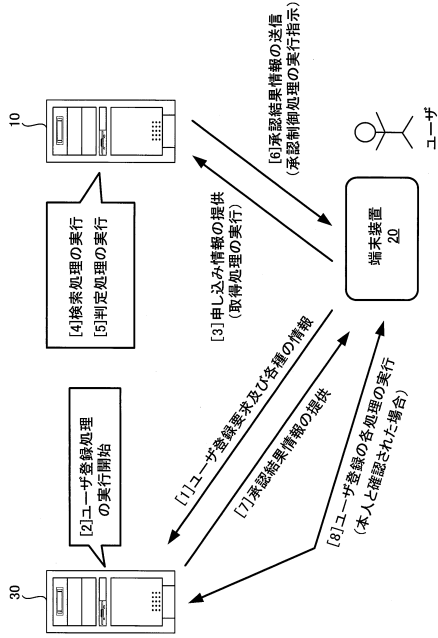 10
[4]検索処理の実行
[5]判定処理の実行
[6]承認結果情報の送信
(承認制御処理の実行指示)
[3]申し込み情報の提供
(取得処理の実行)
ユーザ
端末装置
20
[2]ユーザ登録処理
の実行開始
[1]ユーザ登録要求及び各種の情報
[7]承認結果情報の提供
[8]ユーザ登録の各処理の実行
(本人と確認された場合)
30